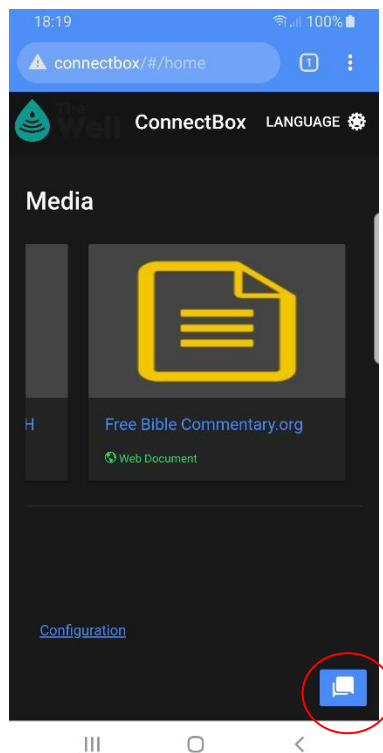 18:19 100%
connectbox/#/home 1
The Well ConnectBox LANGUAGE
Media
H Free Bible Commentary.org
Web Document
Configuration